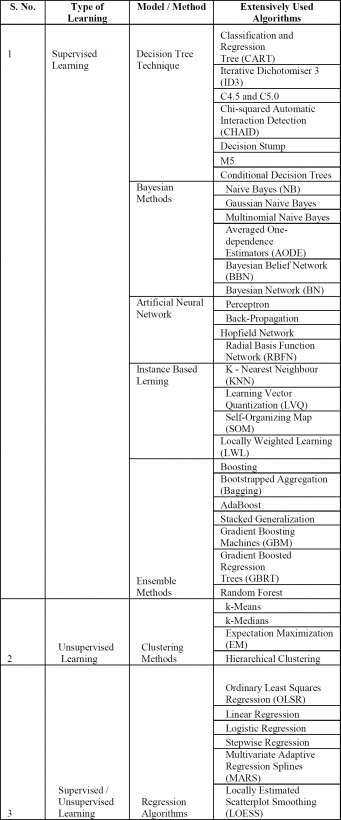 S. No.
Type of
Learning
Model / Method
Extensively Used
Algorithms
1
Supervised
Learning
Decision Tree
Technique
Classification and
Regression
Tree (CART)
Iterative Dichotomiser 3
(ID3)
C4.5 and C5.0
Chi-squared Automatic
Interaction Detection
(CHAID)
Decision Stump
M5
Conditional Decision Trees
Bayesian
Methods
Naive Bayes (NB)
Gaussian Naive Bayes
Multinomial Naive Bayes
Averaged One-
dependence
Estimators (AODE)
Bayesian Belief Network
(BBN)
Bayesian Network (BN)
Artificial Neural
Network
Perceptron
Back-Propagation
Hopfield Network
Radial Basis Function
Network (RBFN)
Instance Based
Lerning
K - Nearest Neighbour
(KNN)
Learning Vector
Quantization (LVQ)
Self-Organizing Map
(SOM)
Locally Weighted Learning
(LWL)
Ensemble
Methods
Boosting
Bootstrapped Aggregation
(Bagging)
AdaBoost
Stacked Generalization
Gradient Boosting
Machines (GBM)
Gradient Boosted
Regression
Trees (GBRT)
Random Forest
2
Unsupervised
Learning
Clustering
Methods
k-Means
k-Medians
Expectation Maximization
(EM)
Hierarchical Clustering
3
Supervised /
Unsupervised
Learning
Regression
Algorithms
Ordinary Least Squares
Regression (OLSR)
Linear Regression
Logistic Regression
Stepwise Regression
Multivariate Adaptive
Regression Splines
(MARS)
Locally Estimated
Scatterplot Smoothing
(LOESS)